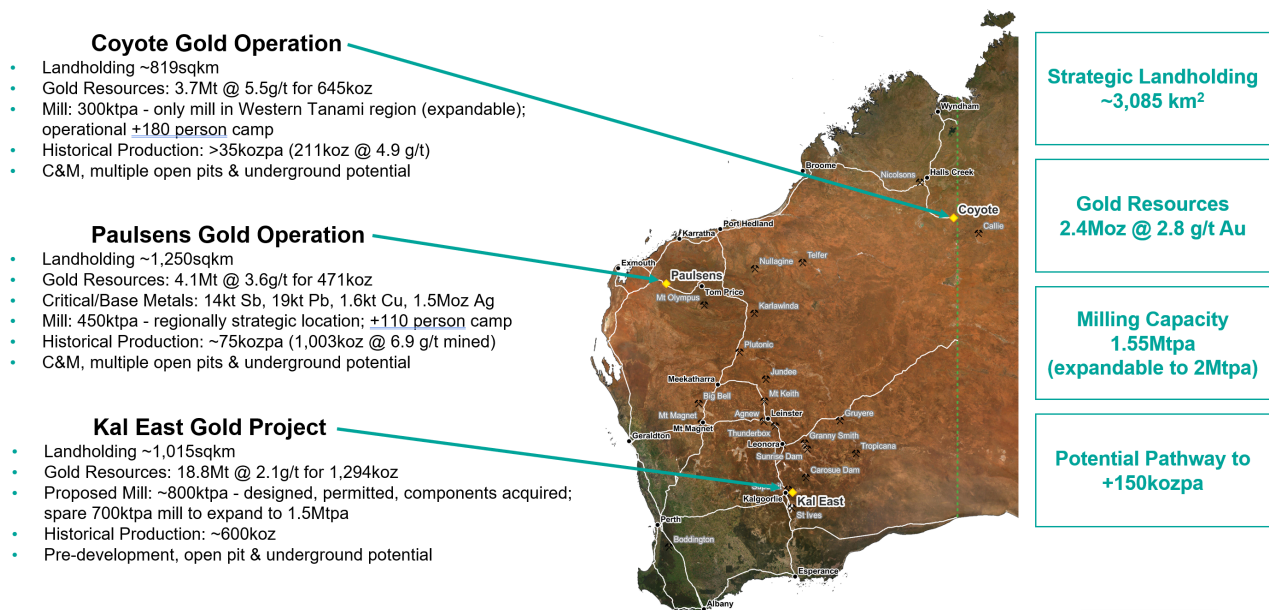 Coyote Gold Operation
• Landholding ~819sqkm
• Gold Resources: 3.7Mt @ 5.5g/t for 645koz
• Mill: 300ktpa - only mill in Western Tanami region (expandable);
operational +180 person camp
• Historical Production: >35kozpa (211koz @ 4.9 g/t)
• C&M, multiple open pits & underground potential
Paulsens Gold Operation
• Landholding ~1,250sqkm
• Gold Resources: 4.1Mt @ 3.6g/t for 471koz
• Critical/Base Metals: 14kt Sb, 19kt Pb, 1.6kt Cu, 1.5Moz Ag
• Mill: 450ktpa - regionally strategic location; +110 person camp
• Historical Production: ~75kozpa (1,003koz @ 6.9 g/t mined)
• C&M, multiple open pits & underground potential
Kal East Gold Project
• Landholding ~1,015sqkm
• Gold Resources: 18.8Mt @ 2.1g/t for 1,294koz
• Proposed Mill: ~800ktpa - designed, permitted, components acquired;
spare 700ktpa mill to expand to 1.5Mtpa
• Historical Production: ~600koz
• Pre-development, open pit & underground potential
Wyndham
Broome
Nicolsons
Halls Creek
Coyote
Callie
Port Hedland
Karratha
Exmouth
Nullagine
Telfer
Paulsens
Tom Price
Mt Olympus
Karlawinda
Plutonic
Jundee
Meekatharra
Mt Keith
Big Bell
Mt Magnet
Mt Magnet
Agnew
Leinster
Gruyere
Geraldton
Thunderbox
Leonora
Granny Smith
Sunrise Dam
Tropicana
Carosue Dam
Kalgoorlie
Kal East
St Ives
Perth
Boddington
Esperance
Albany
Strategic Landholding
~3,085 km²
Gold Resources
2.4Moz @ 2.8 g/t Au
Milling Capacity
1.55Mtpa
(expandable to 2Mtpa)
Potential Pathway to
+150kozpa